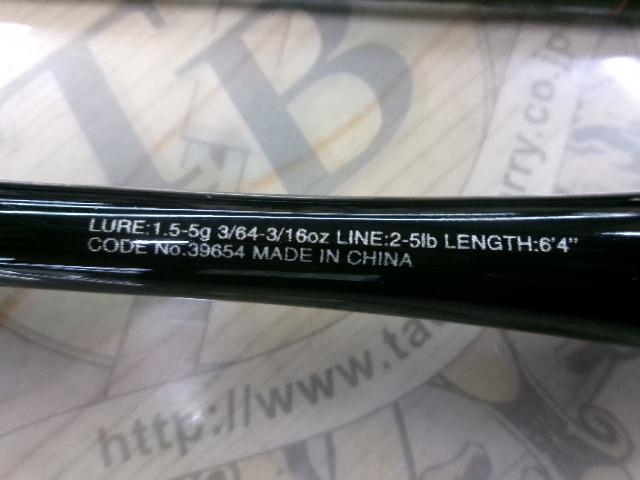 TB
rry.co.jp
LURE:1.5-5g 3/64-3/16oz LINE:2-5lb LENGTH:6'4"
CODE No.39654 MADE IN CHINA
http://www.ta